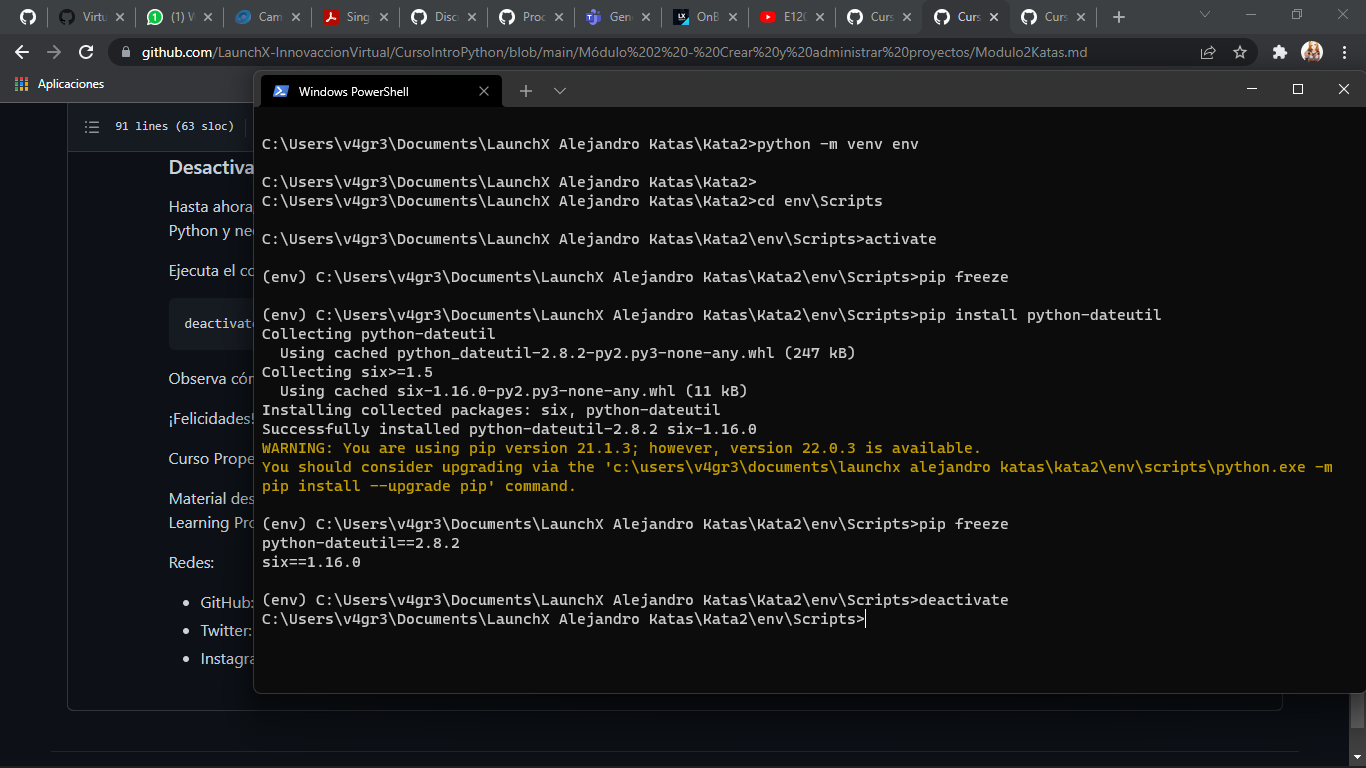 Virtu
(1) W
Cam
Sing
Disc
Proc
Gen
LX
OnB
E120
Curs
Curs
Curs
github.com/LaunchX-InnovaccionVirtual/CursoIntroPython/blob/main/Módulo%202%20-%20Crear%20y%20administrar%20proyectos/Modulo2Katas.md
Aplicaciones
Windows PowerShell
91 lines (63 sloc)
Desactiva
Hasta ahora,
Python y ne
Ejecuta el co
deactivate
Observa cór
¡Felicidades!
Curso Prope
Material des
Learning Pro
Redes:
GitHub:
Twitter:
Instagra
C:\Users\v4gr3\Documents\LaunchX Alejandro Katas\Kata2>python -m venv env
C:\Users\v4gr3\Documents\LaunchX Alejandro Katas\Kata2>
C:\Users\v4gr3\Documents\LaunchX Alejandro Katas\Kata2>cd env\Scripts
C:\Users\v4gr3\Documents\LaunchX Alejandro Katas\Kata2\env\Scripts>activate
(env) C:\Users\v4gr3\Documents\LaunchX Alejandro Katas\Kata2\env\Scripts>pip freeze
(env) C:\Users\v4gr3\Documents\LaunchX Alejandro Katas\Kata2\env\Scripts>pip install python-dateutil
Collecting python-dateutil
Using cached python_dateutil-2.8.2-py2.py3-none-any.whl (247 kB)
Collecting six>=1.5
Using cached six-1.16.0-py2.py3-none-any.whl (11 kB)
Installing collected packages: six, python-dateutil
Successfully installed python-dateutil-2.8.2 six-1.16.0
WARNING: You are using pip version 21.1.3; however, version 22.0.3 is available.
You should consider upgrading via the 'c:\users\v4gr3\documents\launchx alejandro katas\kata2\env\scripts\python.exe -m
pip install --upgrade pip' command.
(env) C:\Users\v4gr3\Documents\LaunchX Alejandro Katas\Kata2\env\Scripts>pip freeze
python-dateutil==2.8.2
six==1.16.0
(env) C:\Users\v4gr3\Documents\LaunchX Alejandro Katas\Kata2\env\Scripts>deactivate
C:\Users\v4gr3\Documents\LaunchX Alejandro Katas\Kata2\env\Scripts>